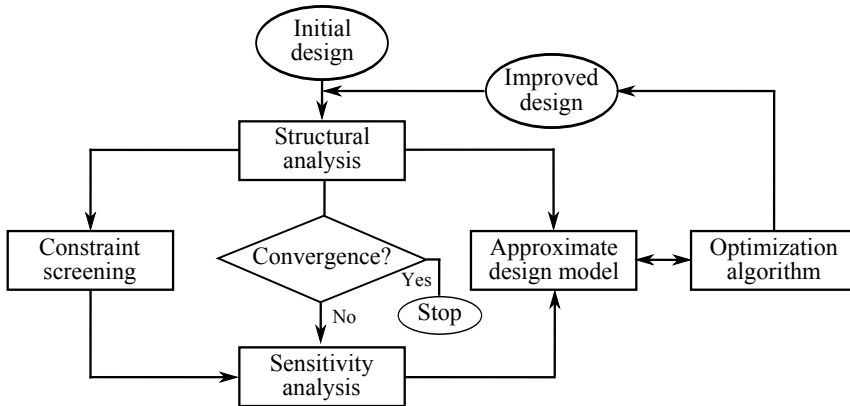 Initial
design
Improved
design
Structural
analysis
Constraint
screening
Convergence?
Yes
Stop
No
Approximate
design model
Optimization
algorithm
Sensitivity
analysis